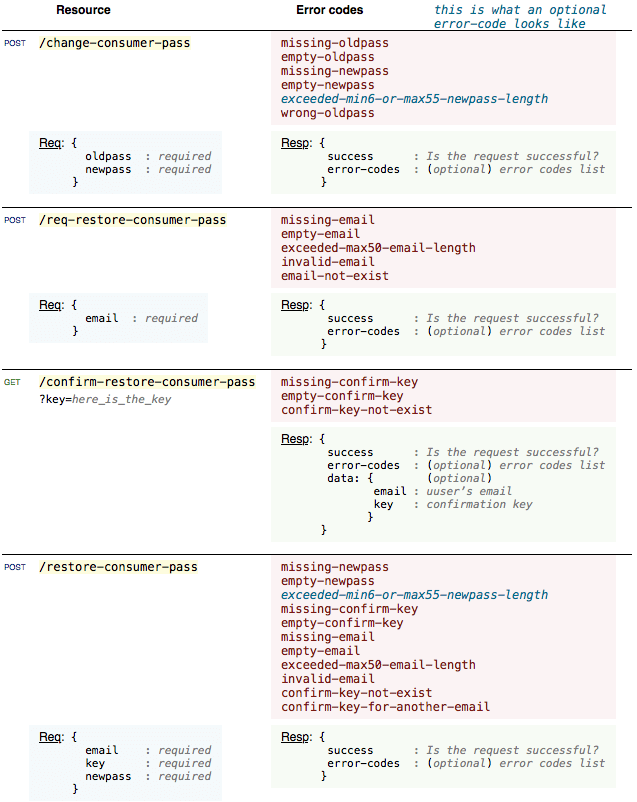 Resource Error codes this is what an optional
error-code looks like
POST /change-consumer-pass missing-oldpass
empty-oldpass
missing-newpass
empty-newpass
exceeded-min6-or-max55-newpass-length
wrong-oldpass
Req: { Resp: {
oldpass : required success : Is the request successful?
newpass : required error-codes : (optional) error codes list
} }
POST /req-restore-consumer-pass missing-email
empty-email
exceeded-max50-email-length
invalid-email
email-not-exist
Req: { Resp: {
email : required success : Is the request successful?
} error-codes : (optional) error codes list
}
GET /confirm-restore-consumer-pass missing-confirm-key
?key=here_is_the_key empty-confirm-key
confirm-key-not-exist
Resp: {
success : Is the request successful?
error-codes : (optional) error codes list
data: { (optional)
email : uuser's email
key : confirmation key
}
}
POST /restore-consumer-pass missing-newpass
empty-newpass
exceeded-min6-or-max55-newpass-length
missing-confirm-key
empty-confirm-key
missing-email
empty-email
exceeded-max50-email-length
invalid-email
confirm-key-not-exist
confirm-key-for-another-email
Req: { Resp: {
email : required success : Is the request successful?
key : required error-codes : (optional) error codes list
newpass : required }
}